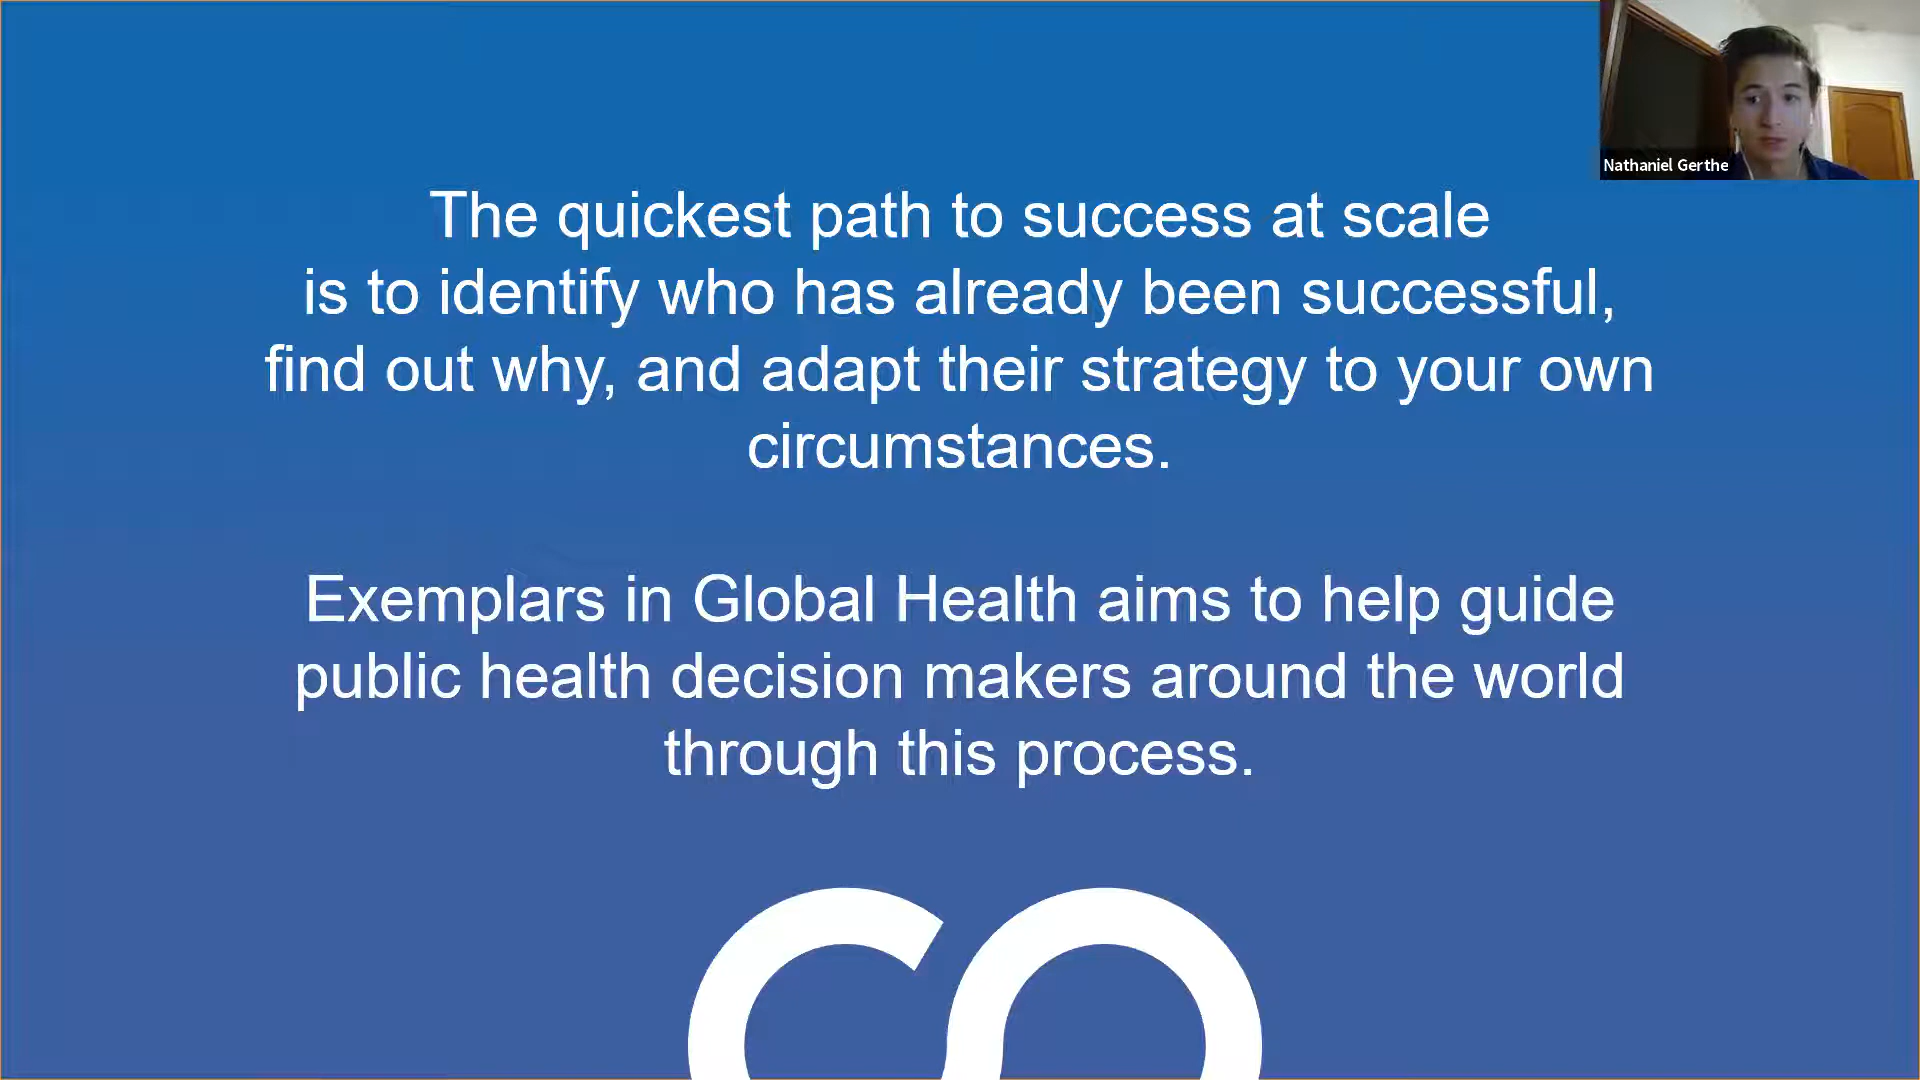 Nathaniel Gerthe
The quickest path to success at scale
is to identify who has already been successful,
find out why, and adapt their strategy to your own
circumstances.
Exemplars in Global Health aims to help guide
public health decision makers around the world
through this process.